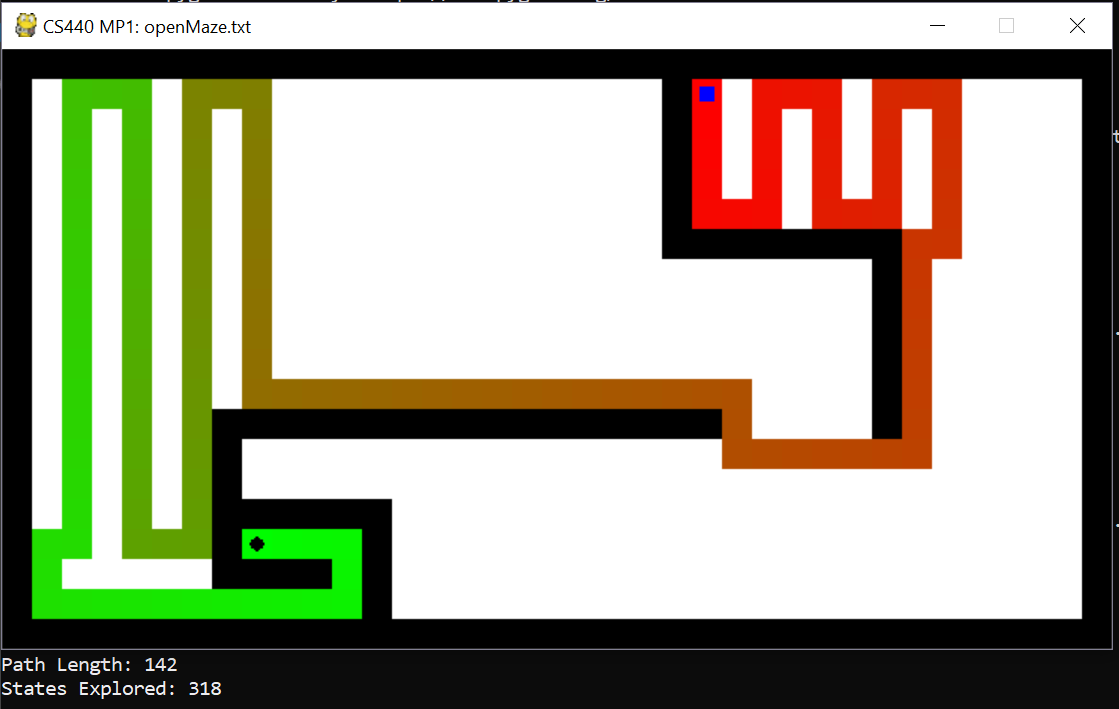 CS440 MP1: openMaze.txt
Path Length: 142
States Explored: 318